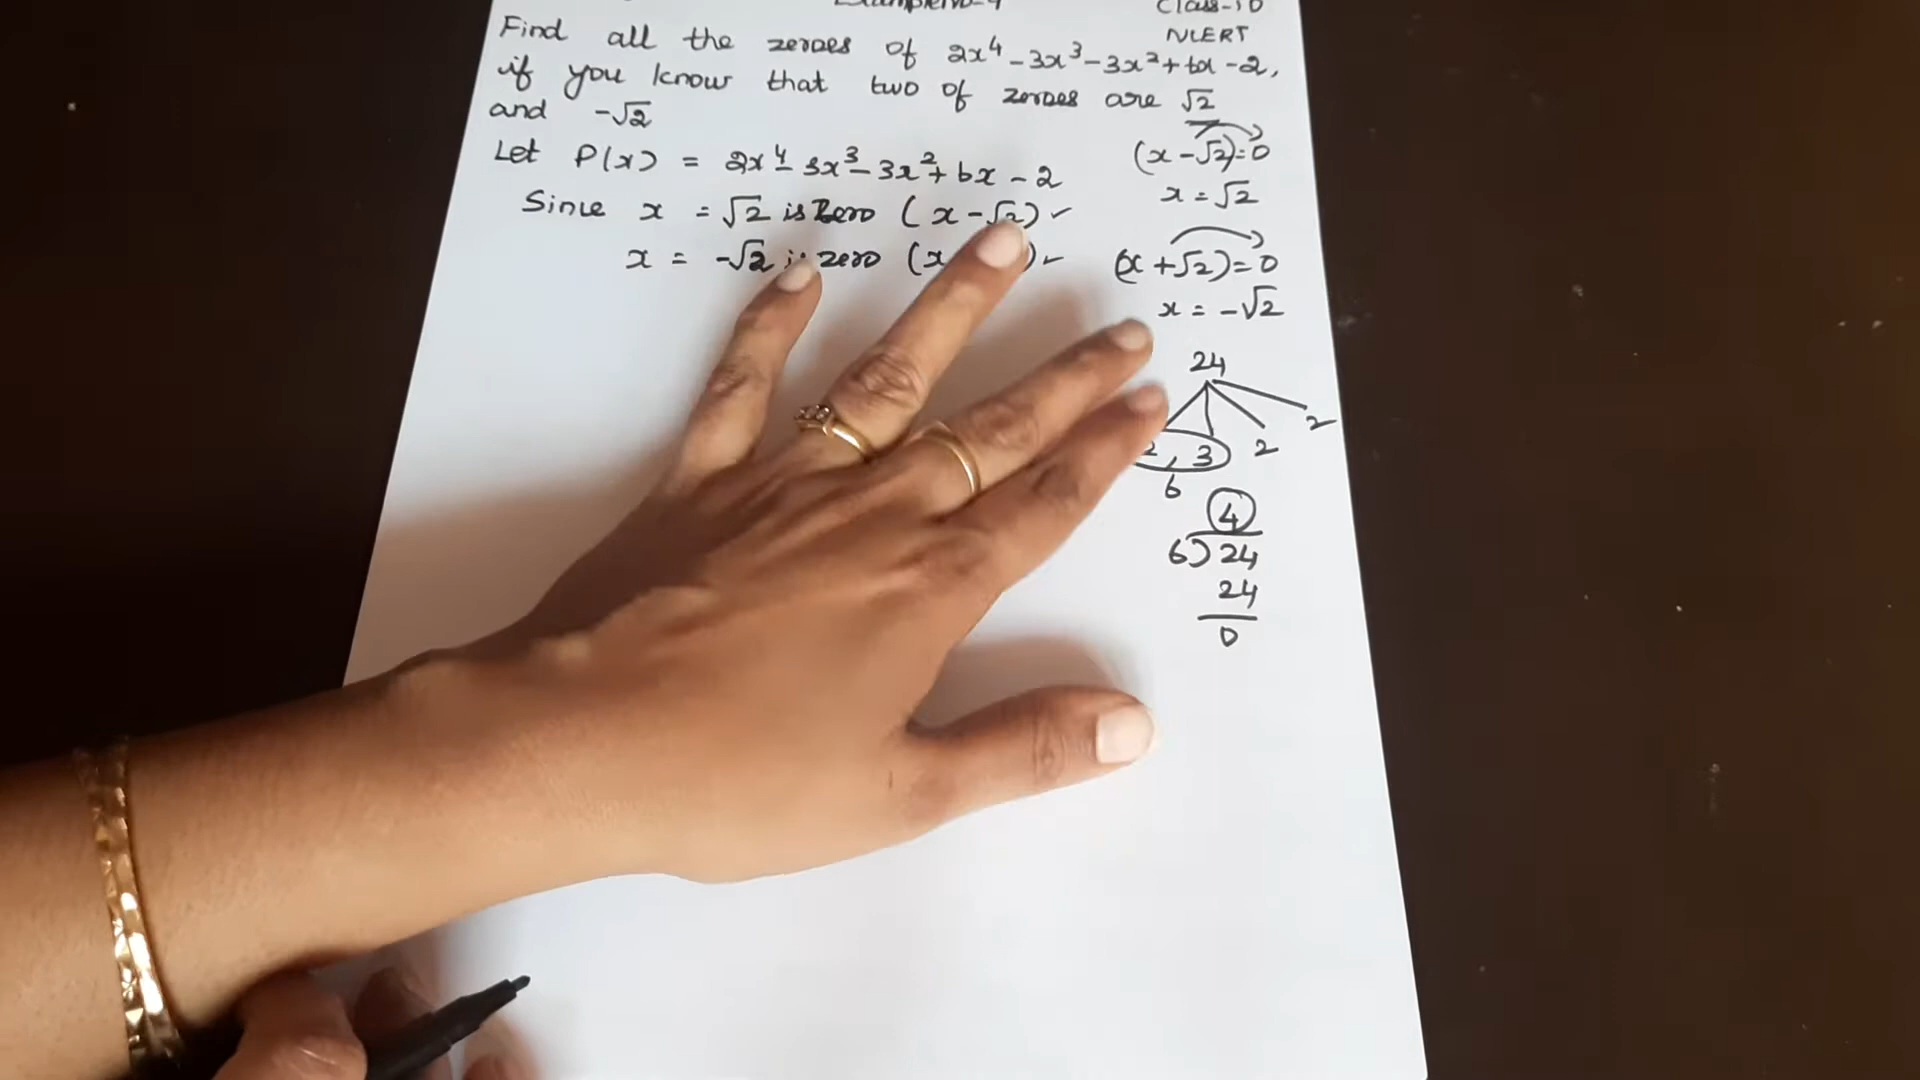 Class-10
NCERT
Find all the zeroes of 2x⁴-3x³-3x²+6x-2,
if you know that two of zeroes are √2
and -√2
Let P(x) = 2x⁴-3x³-3x²+6x-2
Since x = √2 is Zero (x-√2) ✓
x = -√2 is zero (x ) ✓
(x-√2)=0
x = √2
(x+√2)=0
x = -√2
24
2
2, 3 2
6
4
6)24
24
0